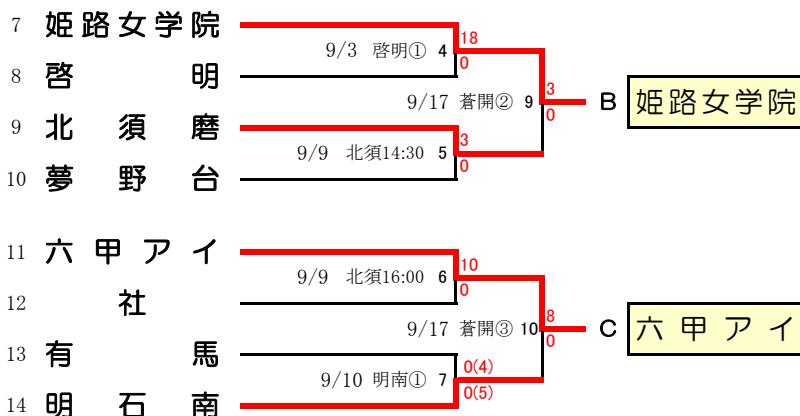 7 姫路女学院
18
9/3 啓明① 4
0
8 啓明
3
9/17 蒼開② 9
B 姫路女学院
0
9 北須磨
3
9/9 北須14:30 5
0
10 夢野台
11 六甲アイ
10
9/9 北須16:00 6
0
12 社
8
9/17 蒼開③ 10
C 六甲アイ
0
13 有馬
0(4)
9/10 明南① 7
0(5)
14 明石南